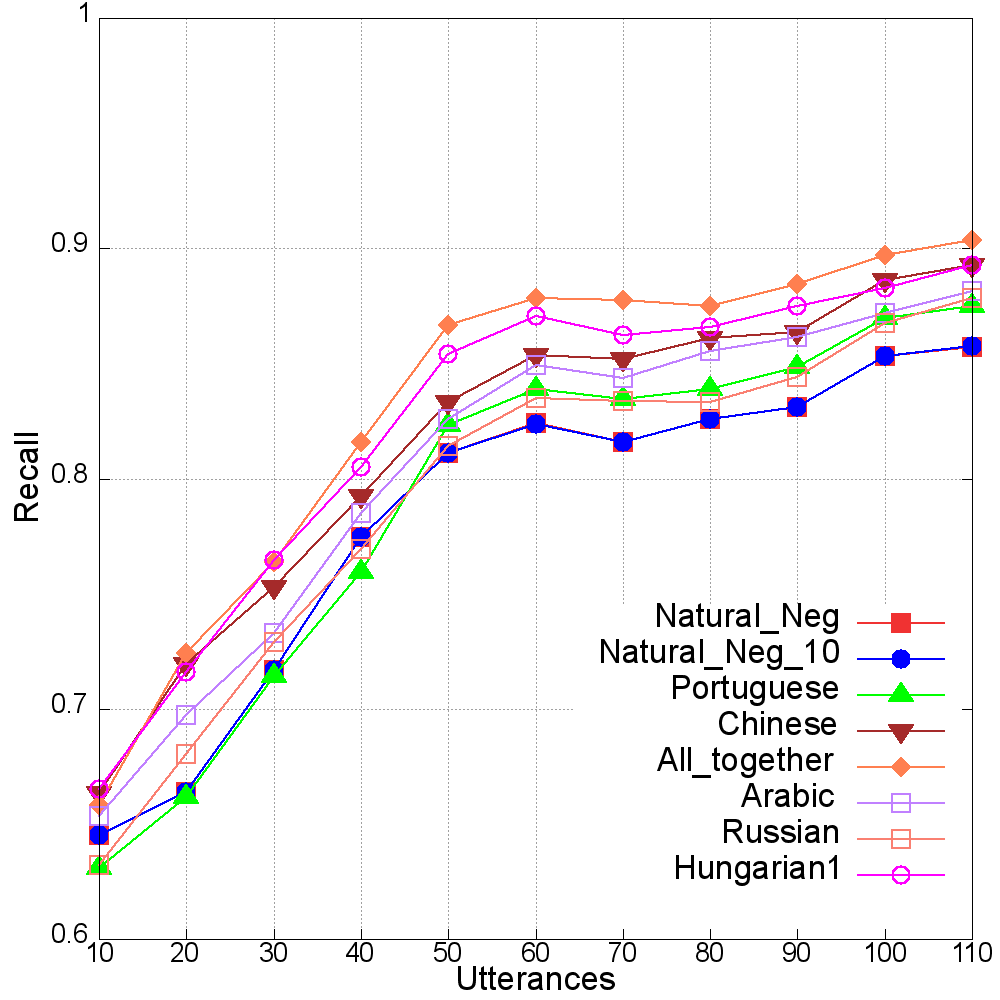 1
0.9
0.8
0.7
0.6
Recall
10 20 30 40 50 60 70 80 90 100 110
Utterances
Natural_Neg
Natural_Neg_10
Portuguese
Chinese
All_together
Arabic
Russian
Hungarian1